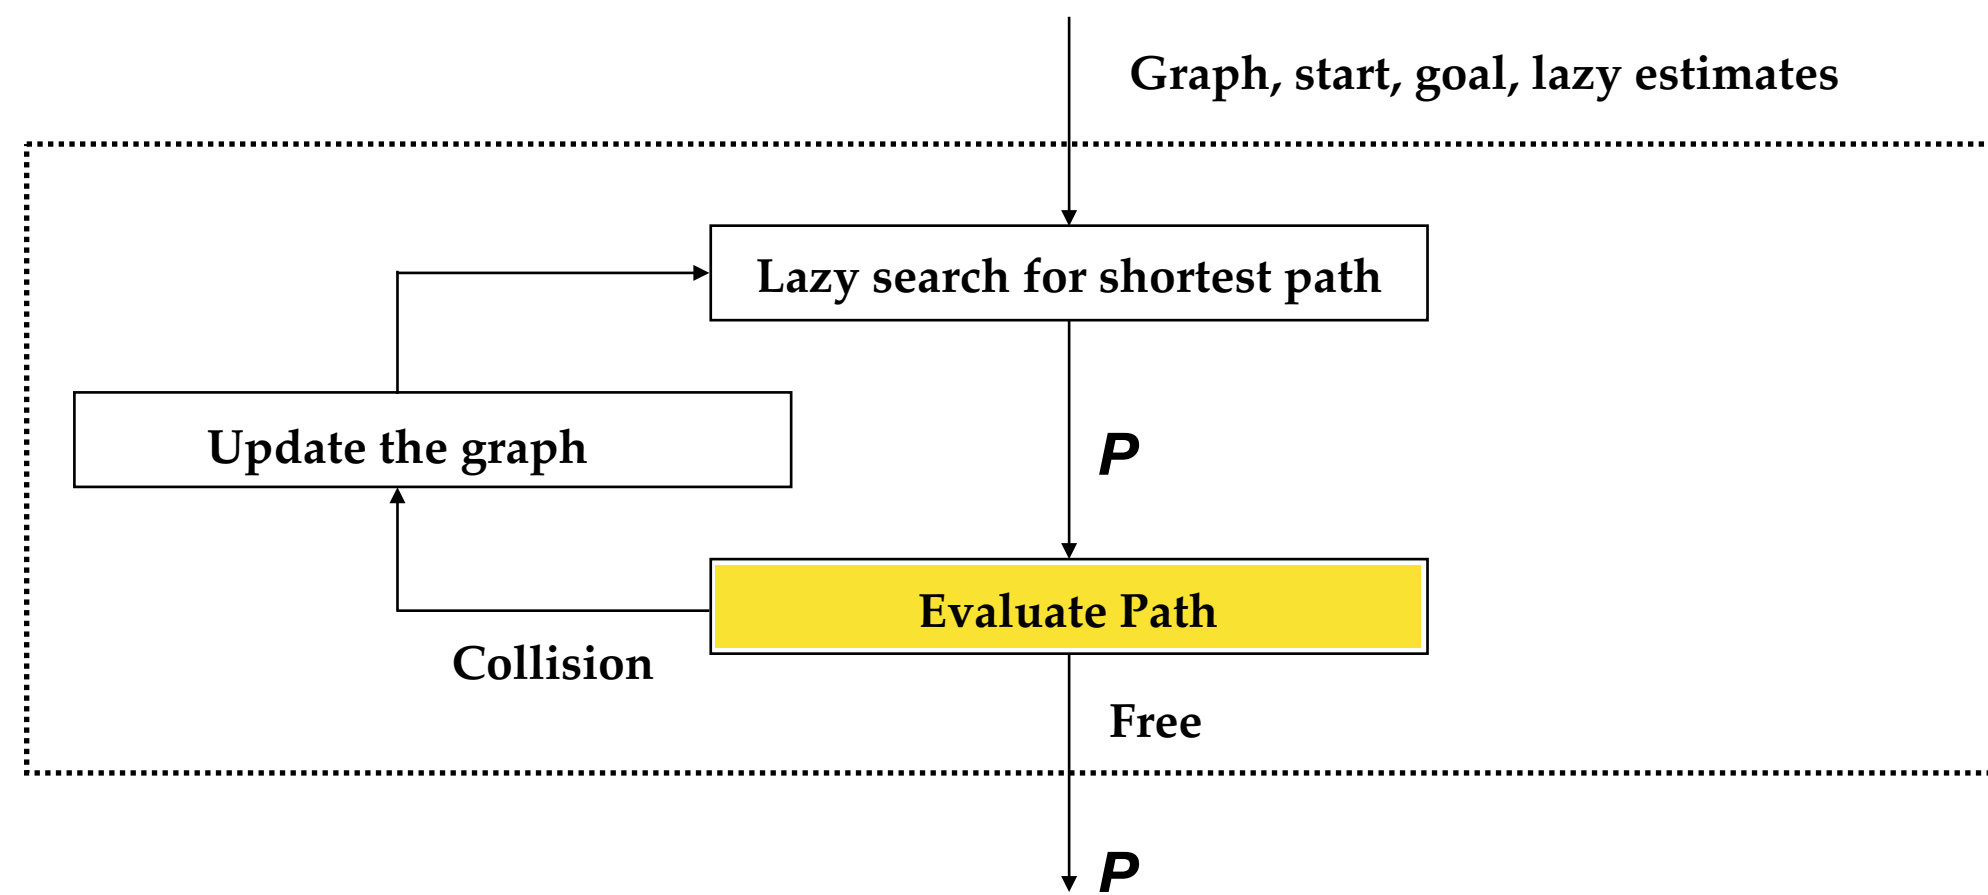 Graph, start, goal, lazy estimates
Lazy search for shortest path
Update the graph
P
Evaluate Path
Collision
Free
P